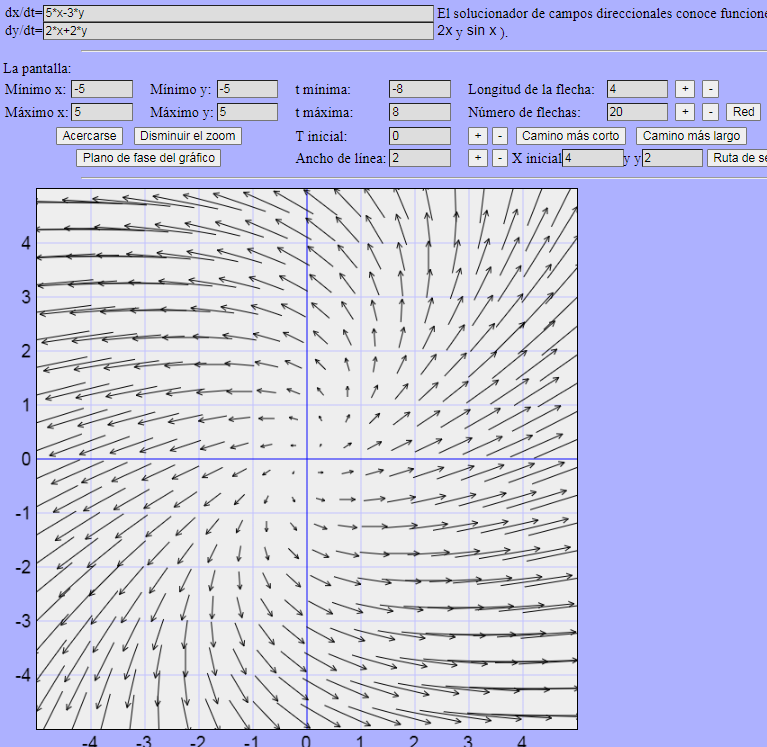 dx/dt= 5*x-3*y El solucionador de campos direccionales conoce
dy/dt= 2*x+2*y 2x y sin x ).
La pantalla:
Mínimo x: -5 Mínimo y: -5 t mínima: -8 Longitud de la flecha: 4 + -
Máximo x: 5 Máximo y: 5 t máxima: 8 Número de flechas: 20 + - Red
Acercarse Disminuir el zoom T inicial: 0 + - Camino más corto Camino más largo
Plano de fase del gráfico Ancho de línea: 2 + - X inicial 4 y y 2 Ruta de
4
3
2
1
0
-1
-2
-3
-4
-4 -3 -2 -1 0 1 2 3 4